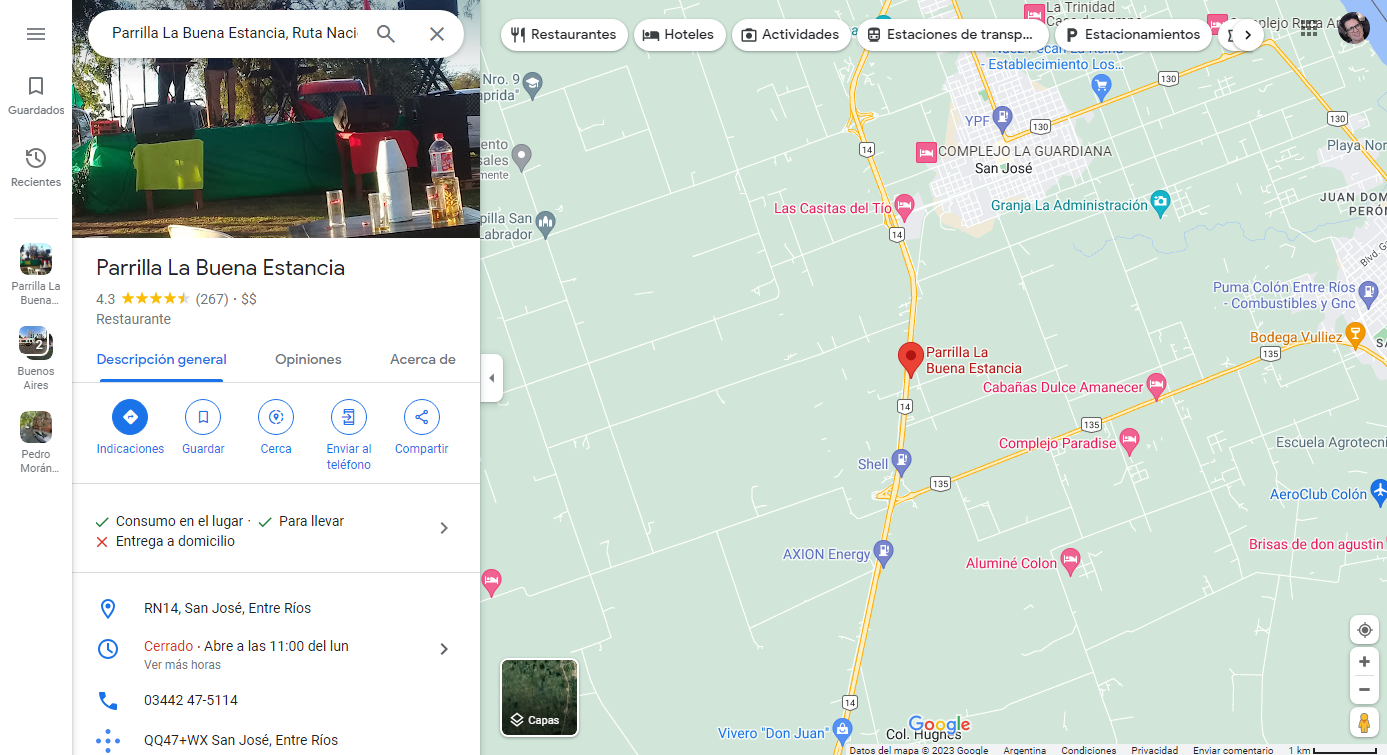 Parrilla La Buena Estancia, Ruta Naci
Guardados
Recientes
Parrilla La
Buena...
2
Buenos
Aires
Pedro
Morán...
Parrilla La Buena Estancia
4.3 (267) · $$
Restaurante
Descripción general
Opiniones
Acerca de
Indicaciones
Guardar
Cerca
Enviar al
teléfono
Compartir
Consumo en el lugar ·
Para llevar
Entrega a domicilio
RN14, San José, Entre Ríos
Cerrado · Abre a las 11:00 del lun
Ver más horas
03442 47-5114
QQ47+WX San José, Entre Ríos
Restaurantes
Hoteles
Actividades
Estaciones de transp...
Estacionamientos
La Trinidad
- Establecimiento Los...
Nro. 9
aprida"
130
YPF
130
130
14
COMPLEJO LA GUARDIANA
San José
Playa Nor
ento
sales
mente
Las Casitas del Tío
Granja La Administración
JUAN DOM
PERÓN
pilla San
Labrador
14
Blvd. G
Puma Colón Entre Ríos
- Combustibles y Gnc
Bodega Vulliez
135
SA
Parrilla La
Buena Estancia
Cabañas Dulce Amanecer
14
135
Complejo Paradise
Escuela Agrotecni
Shell
135
AeroClub Colón
AXION Energy
Aluminé Colon
Brisas de don agustin
14
Capas
Vivero "Don Juan"
Google
Col. Hughes
Datos del mapa © 2023 Google
Argentina
Condiciones
Privacidad
Enviar comentario
1 km